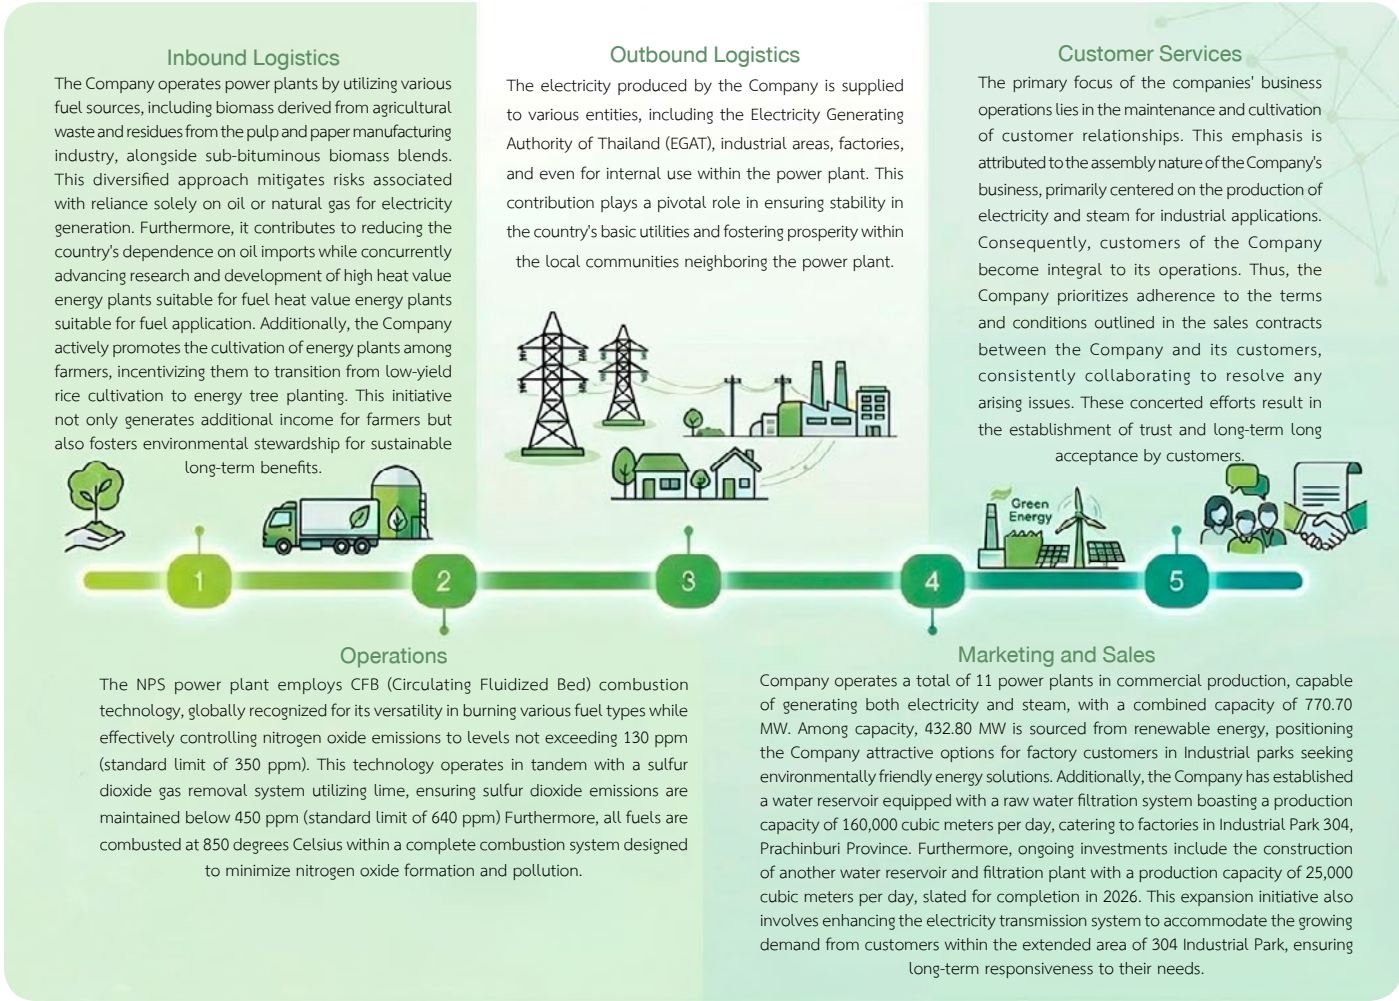 Inbound Logistics
The Company operates power plants by utilizing various
fuel sources, including biomass derived from agricultural
waste and residues from the pulp and paper manufacturing
industry, alongside sub-bituminous biomass blends.
This diversified approach mitigates risks associated
with reliance solely on oil or natural gas for electricity
generation. Furthermore, it contributes to reducing the
country's dependence on oil imports while concurrently
advancing research and development of high heat value
energy plants suitable for fuel heat value energy plants
suitable for fuel application. Additionally, the Company
actively promotes the cultivation of energy plants among
farmers, incentivizing them to transition from low-yield
rice cultivation to energy tree planting. This initiative
not only generates additional income for farmers but
also fosters environmental stewardship for sustainable
long-term benefits.
Outbound Logistics
The electricity produced by the Company is supplied
to various entities, including the Electricity Generating
Authority of Thailand (EGAT), industrial areas, factories,
and even for internal use within the power plant. This
contribution plays a pivotal role in ensuring stability in
the country's basic utilities and fostering prosperity within
the local communities neighboring the power plant.
Customer Services
The primary focus of the companies' business
operations lies in the maintenance and cultivation
of customer relationships. This emphasis is
attributed to the assembly nature of the Company's
business, primarily centered on the production of
electricity and steam for industrial applications.
Consequently, customers of the Company
become integral to its operations. Thus, the
Company prioritizes adherence to the terms
and conditions outlined in the sales contracts
between the Company and its customers,
consistently collaborating to resolve any
arising issues. These concerted efforts result in
the establishment of trust and long-term long
acceptance by customers.
Green
Energy
1
2
3
4
5
Operations
The NPS power plant employs CFB (Circulating Fluidized Bed) combustion
technology, globally recognized for its versatility in burning various fuel types while
effectively controlling nitrogen oxide emissions to levels not exceeding 130 ppm
(standard limit of 350 ppm). This technology operates in tandem with a sulfur
dioxide gas removal system utilizing lime, ensuring sulfur dioxide emissions are
maintained below 450 ppm (standard limit of 640 ppm) Furthermore, all fuels are
combusted at 850 degrees Celsius within a complete combustion system designed
to minimize nitrogen oxide formation and pollution.
Marketing and Sales
Company operates a total of 11 power plants in commercial production, capable
of generating both electricity and steam, with a combined capacity of 770.70
MW. Among capacity, 432.80 MW is sourced from renewable energy, positioning
the Company attractive options for factory customers in Industrial parks seeking
environmentally friendly energy solutions. Additionally, the Company has established
a water reservoir equipped with a raw water filtration system boasting a production
capacity of 160,000 cubic meters per day, catering to factories in Industrial Park 304,
Prachinburi Province. Furthermore, ongoing investments include the construction
of another water reservoir and filtration plant with a production capacity of 25,000
cubic meters per day, slated for completion in 2026. This expansion initiative also
involves enhancing the electricity transmission system to accommodate the growing
demand from customers within the extended area of 304 Industrial Park, ensuring
long-term responsiveness to their needs.